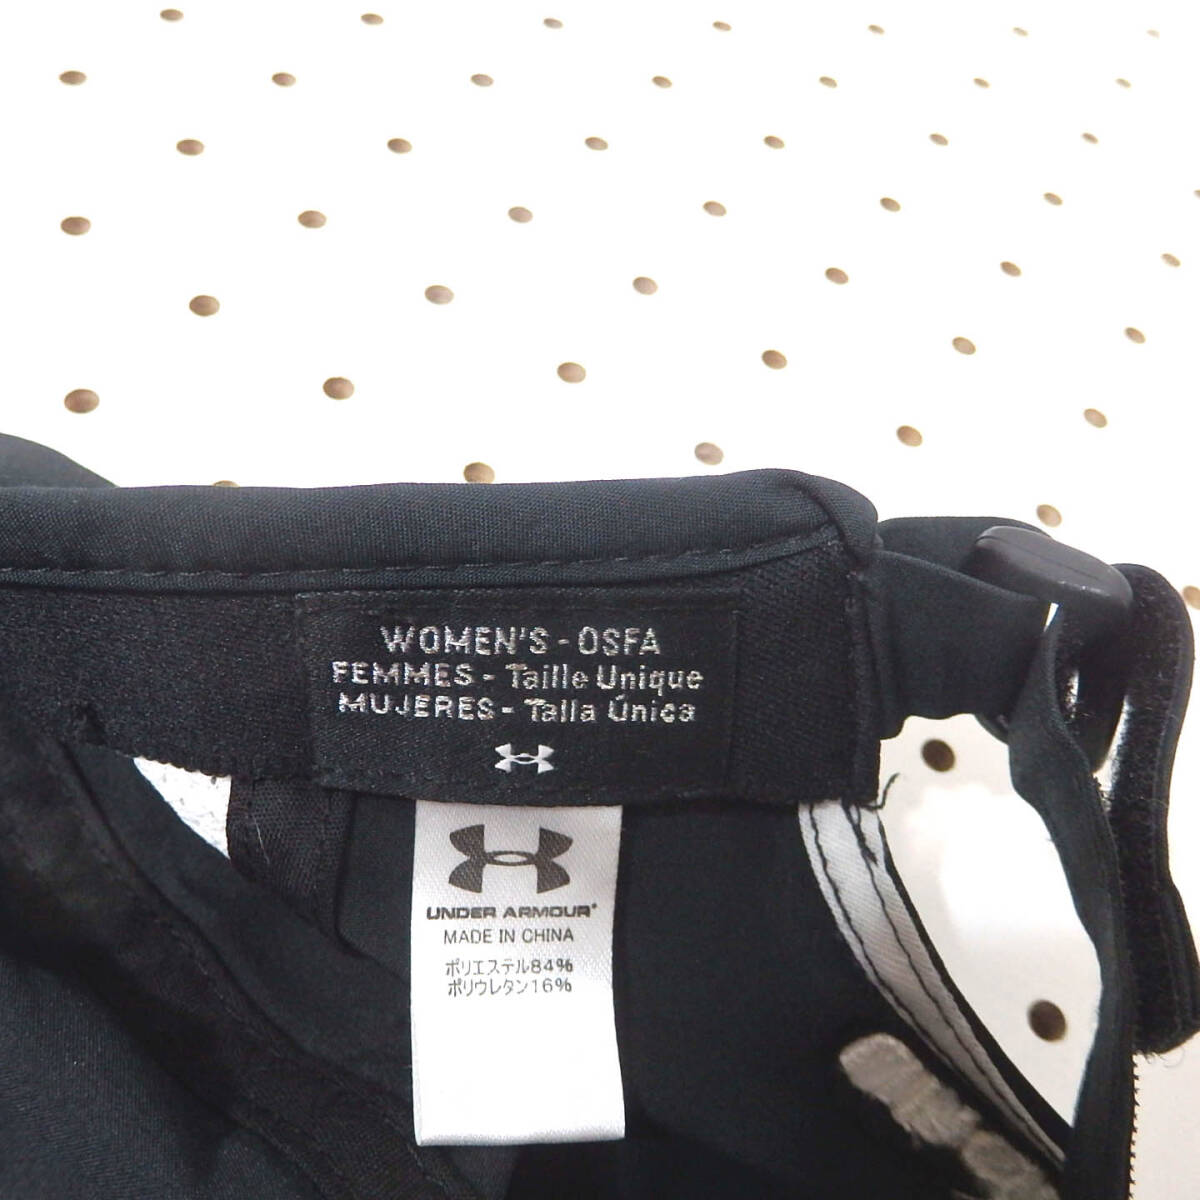 WOMEN'S - OSFA
FEMMES - Taille Unique
MUJERES - Talla Única
UNDER ARMOUR
MADE IN CHINA
ポリエステル84%
ポリウレタン16%